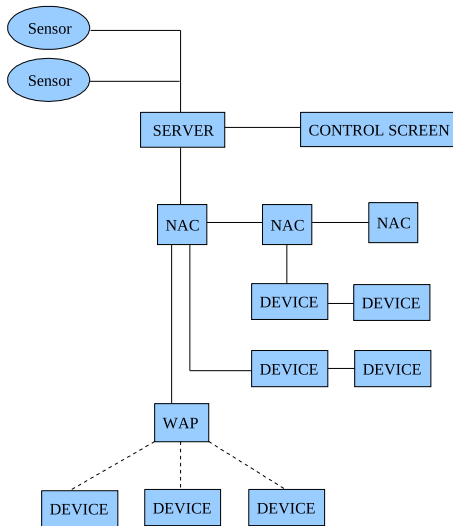 Sensor
Sensor
SERVER
CONTROL SCREEN
NAC
NAC
NAC
DEVICE
DEVICE
DEVICE
DEVICE
WAP
DEVICE
DEVICE
DEVICE